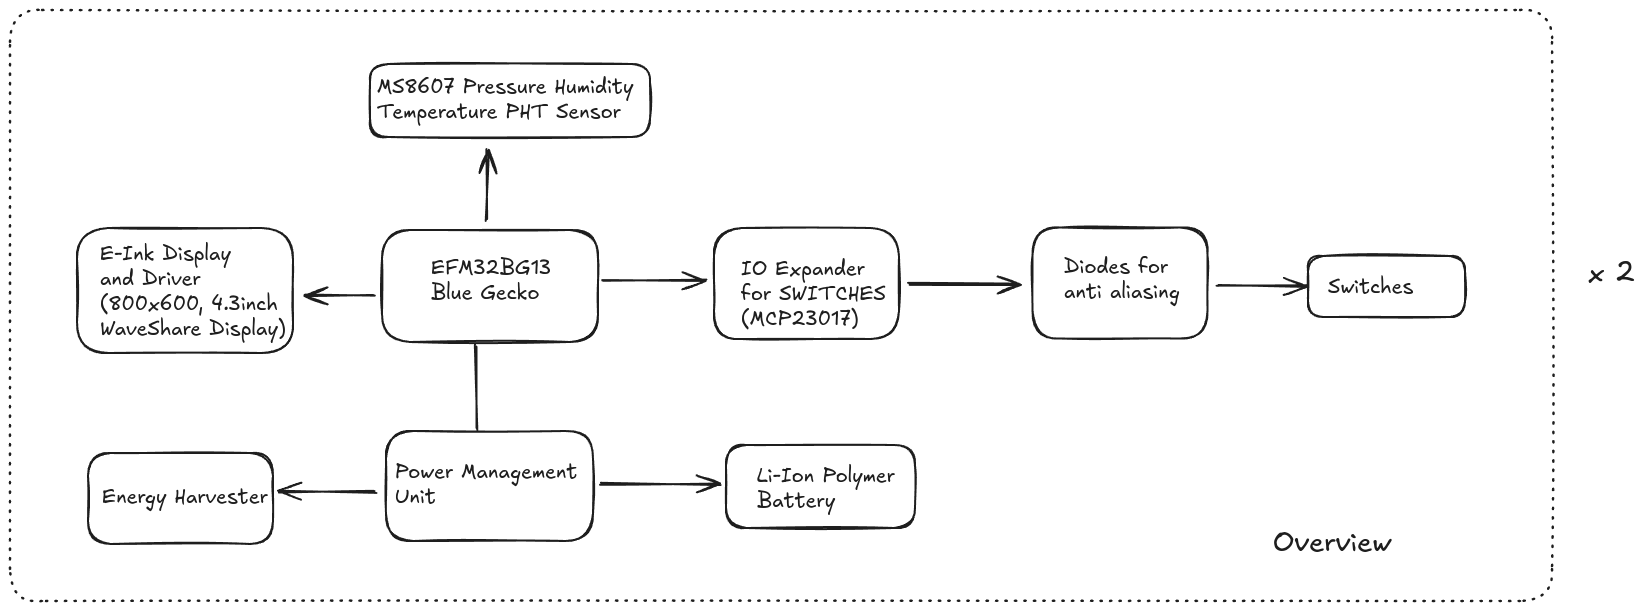 MS8607 Pressure Humidity
Temperature PHT Sensor
E-Ink Display
and Driver
(800x600, 4.3inch
WaveShare Display)
EFM32BG13
Blue Gecko
IO Expander
for SWITCHES
(MCP23017)
Diodes for
anti aliasing
Switches
x 2
Energy Harvester
Power Management
Unit
Li-Ion Polymer
Battery
Overview